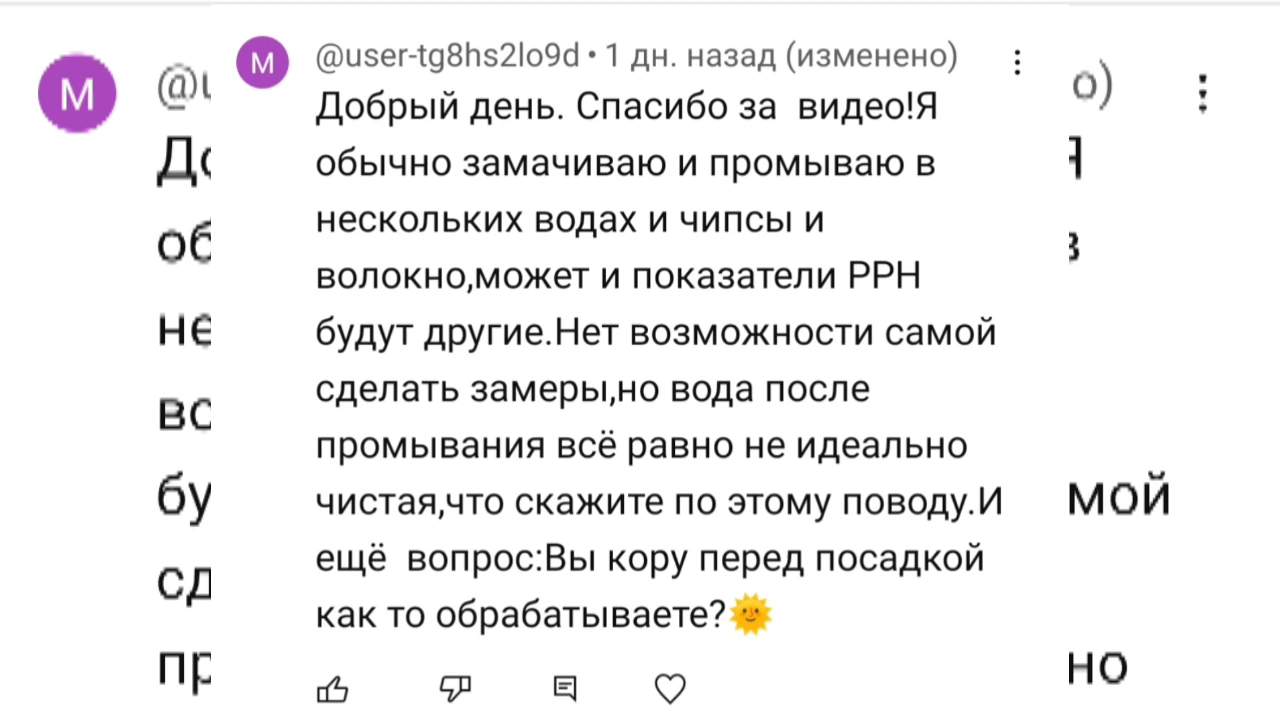 M
@user-tg8hs2lo9d • 1 дн. назад (изменено)
Добрый день. Спасибо за  видео!Я
обычно замачиваю и промываю в
нескольких водах и чипсы и
волокно,может и показатели PPH
будут другие.Нет возможности самой
сделать замеры,но вода после
промывания всё равно не идеально
чистая,что скажите по этому поводу.И
ещё  вопрос:Вы кору перед посадкой
как то обрабатываете?🌞